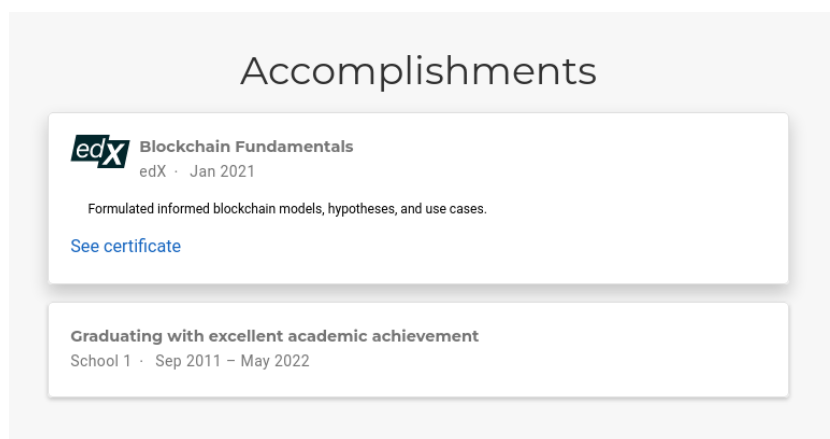 Accomplishments
edX
Blockchain Fundamentals
edX · Jan 2021
Formulated informed blockchain models, hypotheses, and use cases.
See certificate
Graduating with excellent academic achievement
School 1 · Sep 2011 – May 2022